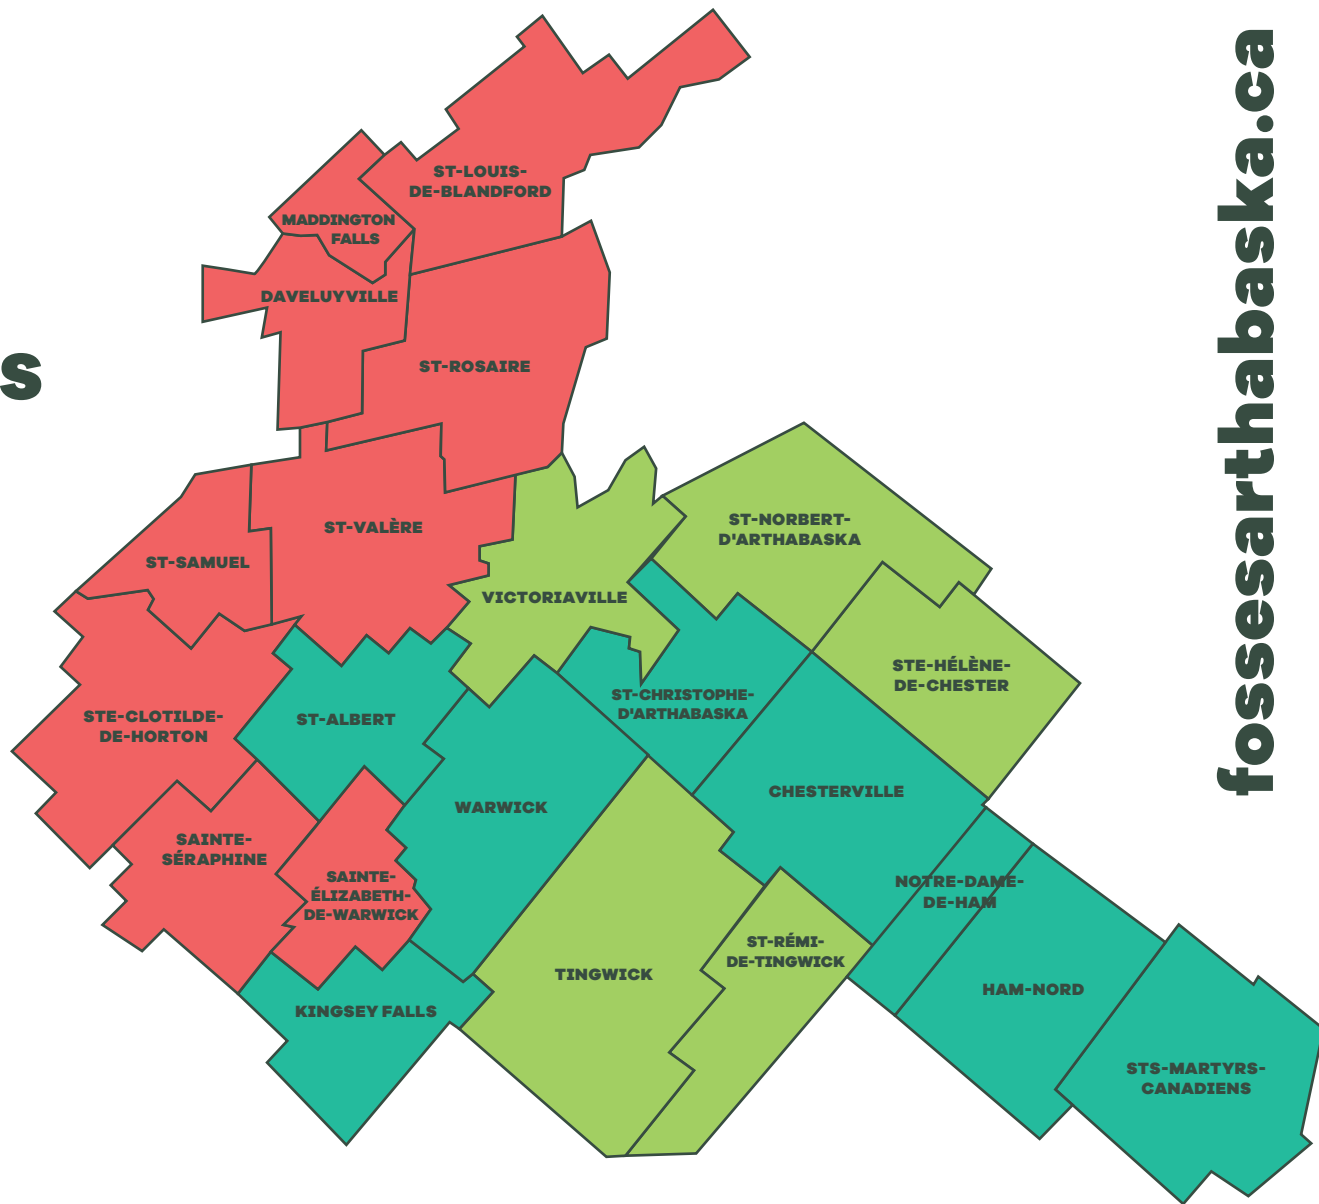 ST-LOUIS-
DE-BLANDFORD
MADDINGTON
FALLS
DAVELUYVILLE
ST-ROSAIRE
s
ST-VALÈRE
ST-SAMUEL
VICTORIAVILLE
ST-NORBERT-
D'ARTHABASKA
STE-HÉLÈNE-
DE-CHESTER
STE-CLOTILDE-
DE-HORTON
ST-ALBERT
ST-CHRISTOPHE-
D'ARTHABASKA
WARWICK
CHESTERVILLE
SAINTE-
SÉRAPHINE
SAINTE-
ÉLIZABETH-
DE-WARWICK
NOTRE-DAME-
DE-HAM
ST-RÉMI-
DE-TINGWICK
TINGWICK
HAM-NORD
KINGSEY FALLS
STS-MARTYRS-
CANADIENS
fossesarthabaska.ca